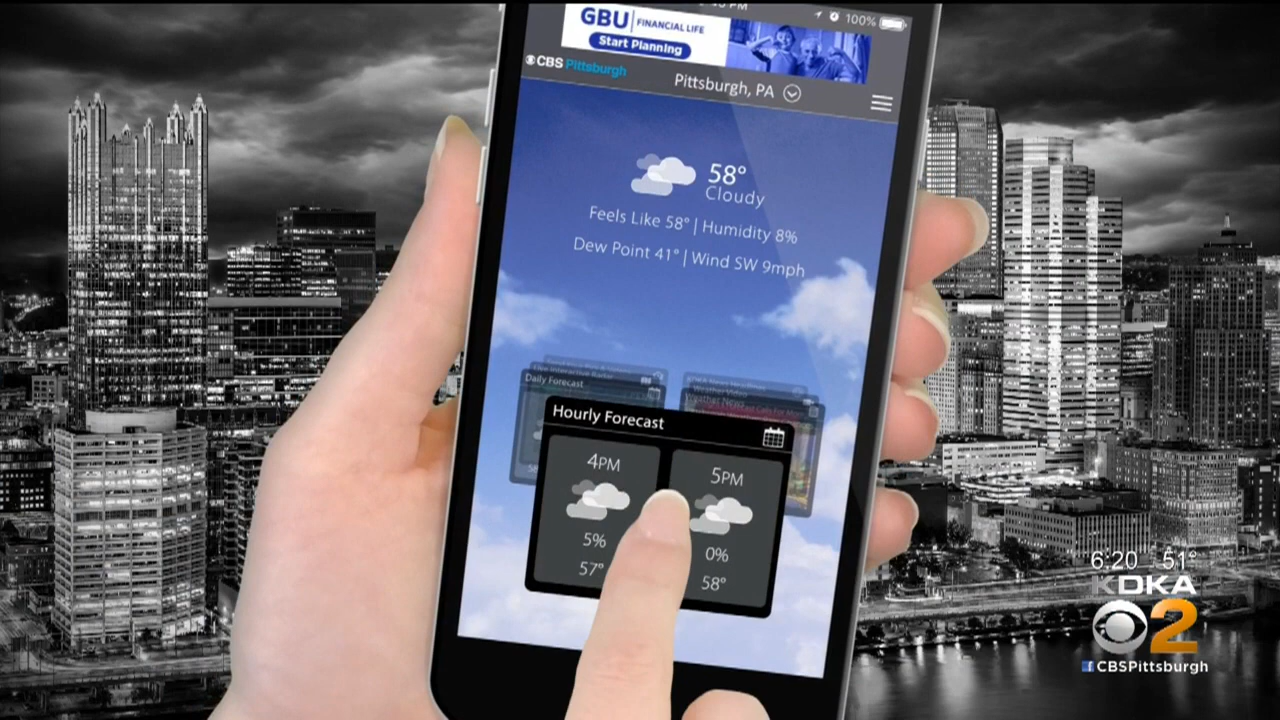 100%
GBU FINANCIAL LIFE
Start Planning
CBS Pittsburgh
Pittsburgh, PA
58°
Cloudy
Feels Like 58° | Humidity 8%
Dew Point 41° | Wind SW 9mph
Daily Forecast
Hourly Forecast
4PM
5PM
5%
0%
57°
58°
6:20 51°
KDKA
2
CBSPittsburgh